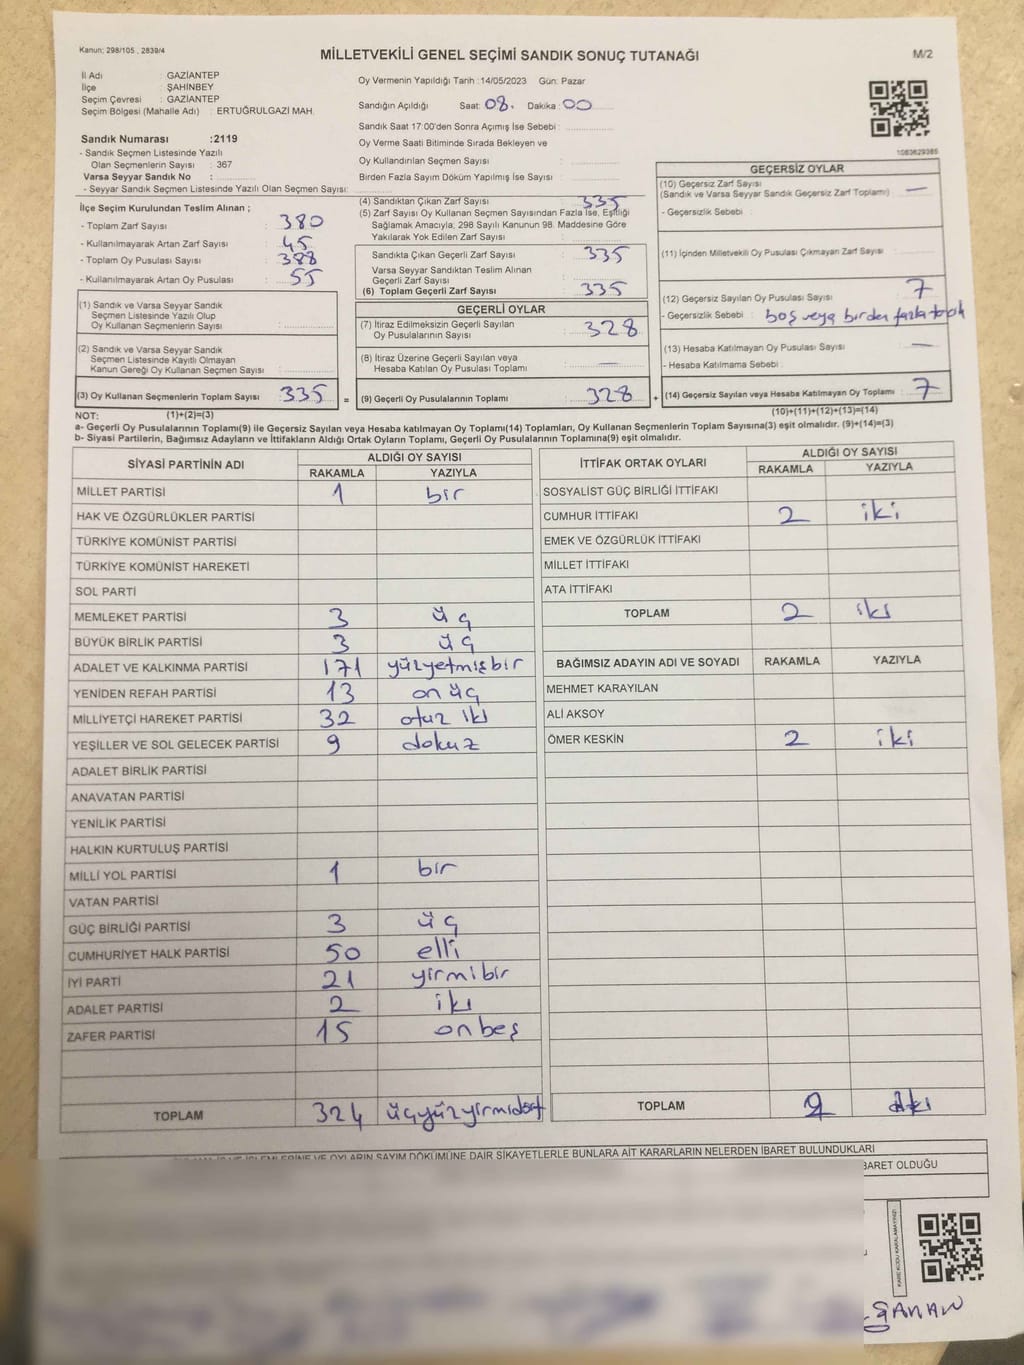 Kanun; 298/105 , 2839/4
MİLLETVEKİLİ GENEL SEÇİMİ SANDIK SONUÇ TUTANAĞI
M/2
İl Adı : GAZİANTEP
İlçe : ŞAHİNBEY
Seçim Çevresi : GAZİANTEP
Seçim Bölgesi (Mahalle Adı) : ERTUĞRULGAZİ MAH.
Sandık Numarası :2119
- Sandık Seçmen Listesinde Yazılı
Olan Seçmenlerin Sayısı : 367
Varsa Seyyar Sandık No :
- Seyyar Sandık Seçmen Listesinde Yazılı Olan Seçmen Sayısı:
Oy Vermenin Yapıldığı Tarih :14/05/2023 Gün: Pazar
Sandığın Açıldığı Saat: 08. Dakika: 00
Sandık Saat 17:00'den Sonra Açımış İse Sebebi :
Oy Verme Saati Bitiminde Sırada Bekleyen ve
Oy Kullandırılan Seçmen Sayısı :
Birden Fazla Sayım Döküm Yapılmış İse Sayısı :
1083629385
İlçe Seçim Kurulundan Teslim Alınan ;
- Toplam Zarf Sayısı : 380
- Kullanılmayarak Artan Zarf Sayısı : 45
- Toplam Oy Pusulası Sayısı : 388
- Kullanılmayarak Artan Oy Pusulası : 55
(4) Sandıktan Çıkan Zarf Sayısı : 335
(5) Zarf Sayısı Oy Kullanan Seçmen Sayısından Fazla İse, Eşitliği
Sağlamak Amacıyla, 298 Sayılı Kanunun 98. Maddesine Göre
Yakılarak Yok Edilen Zarf Sayısı :
Sandıkta Çıkan Geçerli Zarf Sayısı : 335
Varsa Seyyar Sandıktan Teslim Alınan
Geçerli Zarf Sayısı :
(6) Toplam Geçerli Zarf Sayısı : 335
GEÇERSİZ OYLAR
(10) Geçersiz Zarf Sayısı
(Sandık ve Varsa Seyyar Sandık Geçersiz Zarf Toplamı) : —
- Geçersizlik Sebebi :
(11) İçinden Milletvekili Oy Pusulası Çıkmayan Zarf Sayısı :
(12) Geçersiz Sayılan Oy Pusulası Sayısı : 7
- Geçersizlik Sebebi : boş veya birden fazla
(13) Hesaba Katılmayan Oy Pusulası Sayısı : —
- Hesaba Katılmama Sebebi :
(14) Geçersiz Sayılan veya Hesaba Katılmayan Oy Toplamı : 7
(1) Sandık ve Varsa Seyyar Sandık
Seçmen Listesinde Yazılı Olup
Oy Kullanan Seçmenlerin Sayısı :
(2) Sandık ve Varsa Seyyar Sandık
Seçmen Listesinde Kayıtlı Olmayan
Kanun Gereği Oy Kullanan Seçmen Sayısı :
(3) Oy Kullanan Seçmenlerin Toplam Sayısı : 335 =
GEÇERLİ OYLAR
(7) İtiraz Edilmeksizin Geçerli Sayılan
Oy Pusulalarının Sayısı : 328
(8) İtiraz Üzerine Geçerli Sayılan veya
Hesaba Katılan Oy Pusulası Toplamı : —
(9) Geçerli Oy Pusulalarının Toplamı : 328 +
NOT: (1)+(2)=(3) (10)+(11)+(12)+(13)=(14)
a- Geçerli Oy Pusulasının Toplamı(9) ile Geçersiz Sayılan veya Hesaba katılmayan Oy Toplamı(14) Toplamları, Oy Kullanan Seçmenlerin Toplam Sayısına(3) eşit olmalıdır. (9)+(14)=(3)
b- Siyasi Partilerin, Bağımsız Adayların ve İttifakların Aldığı Ortak Oyların Toplamı, Geçerli Oy Pusulalarının Toplamına(9) eşit olmalıdır.
SİYASİ PARTİNİN ADI ALDIĞI OY SAYISI
RAKAMLA YAZIYLA
MİLLET PARTİSİ 1 bir
HAK VE ÖZGÜRLÜKLER PARTİSİ
TÜRKİYE KOMÜNİST PARTİSİ
TÜRKİYE KOMÜNİST HAREKETİ
SOL PARTİ
MEMLEKET PARTİSİ 3 üç
BÜYÜK BİRLİK PARTİSİ 3 üç
ADALET VE KALKINMA PARTİSİ 171 yüzyetmişbir
YENİDEN REFAH PARTİSİ 13 onüç
MİLLİYETÇİ HAREKET PARTİSİ 32 otuz iki
YEŞİLLER VE SOL GELECEK PARTİSİ 9 dokuz
ADALET BİRLİK PARTİSİ
ANAVATAN PARTİSİ
YENİLİK PARTİSİ
HALKIN KURTULUŞ PARTİSİ
MİLLİ YOL PARTİSİ 1 bir
VATAN PARTİSİ
GÜÇ BİRLİĞİ PARTİSİ 3 üç
CUMHURİYET HALK PARTİSİ 50 elli
İYİ PARTİ 21 yirmibir
ADALET PARTİSİ 2 iki
ZAFER PARTİSİ 15 onbeş
TOPLAM 324 üçyüzyirmidört
İTTİFAK ORTAK OYLARI ALDIĞI OY SAYISI
RAKAMLA YAZIYLA
SOSYALİST GÜÇ BİRLİĞİ İTTİFAKI
CUMHUR İTTİFAKI 2 iki
EMEK VE ÖZGÜRLÜK İTTİFAKI
MİLLET İTTİFAKI
ATA İTTİFAKI
TOPLAM 2 iki
BAĞIMSIZ ADAYIN ADI VE SOYADI RAKAMLA YAZIYLA
MEHMET KARAYILAN
ALİ AKSOY
ÖMER KESKİN 2 iki
TOPLAM 2 iki
OYLARIN SAYIM DÖKÜMÜNE DAİR ŞİKAYETLERLE BUNLARA AİT KARARLARIN NELERDEN İBARET BULUNDUKLARI
BARET OLDUĞU
KARE KODU KARALAMAYINIZ!